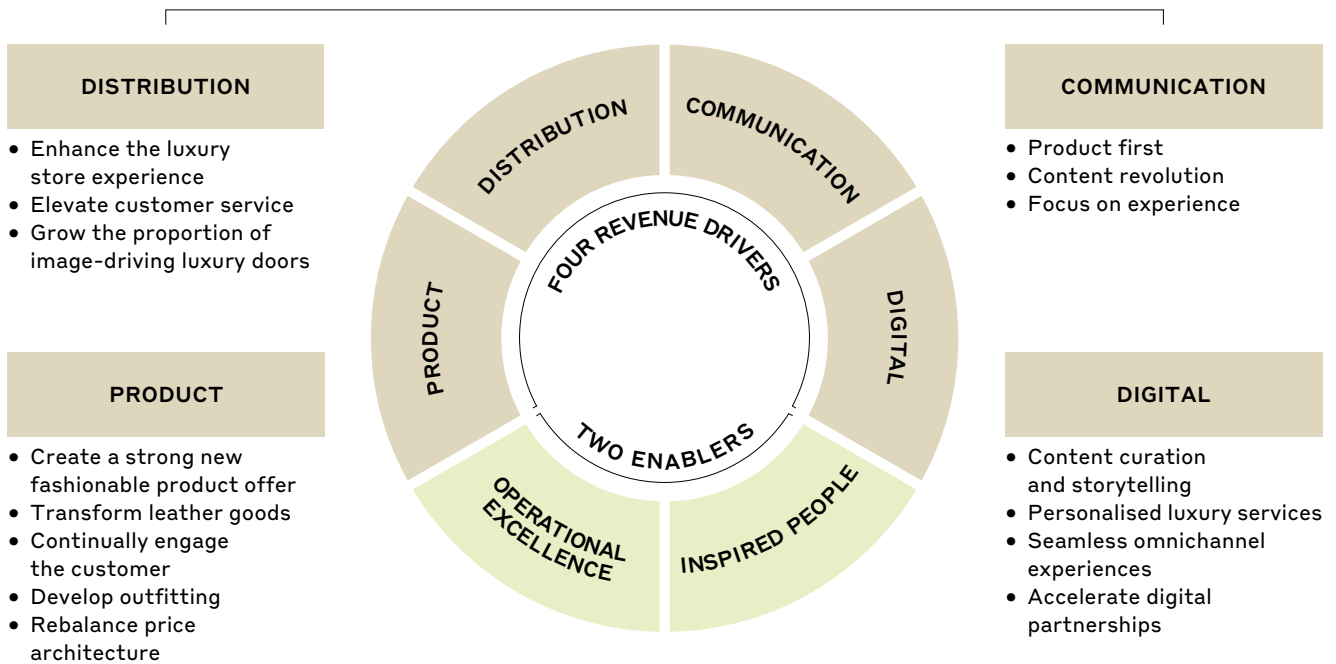 DISTRIBUTION
• Enhance the luxury
store experience
• Elevate customer service
• Grow the proportion of
image-driving luxury doors
PRODUCT
• Create a strong new
fashionable product offer
• Transform leather goods
• Continually engage
the customer
• Develop outfitting
• Rebalance price
architecture
DISTRIBUTION
COMMUNICATION
PRODUCT
DIGITAL
FOUR REVENUE DRIVERS
TWO ENABLERS
OPERATIONAL
EXCELLENCE
INSPIRED PEOPLE
COMMUNICATION
• Product first
• Content revolution
• Focus on experience
DIGITAL
• Content curation
and storytelling
• Personalised luxury services
• Seamless omnichannel
experiences
• Accelerate digital
partnerships